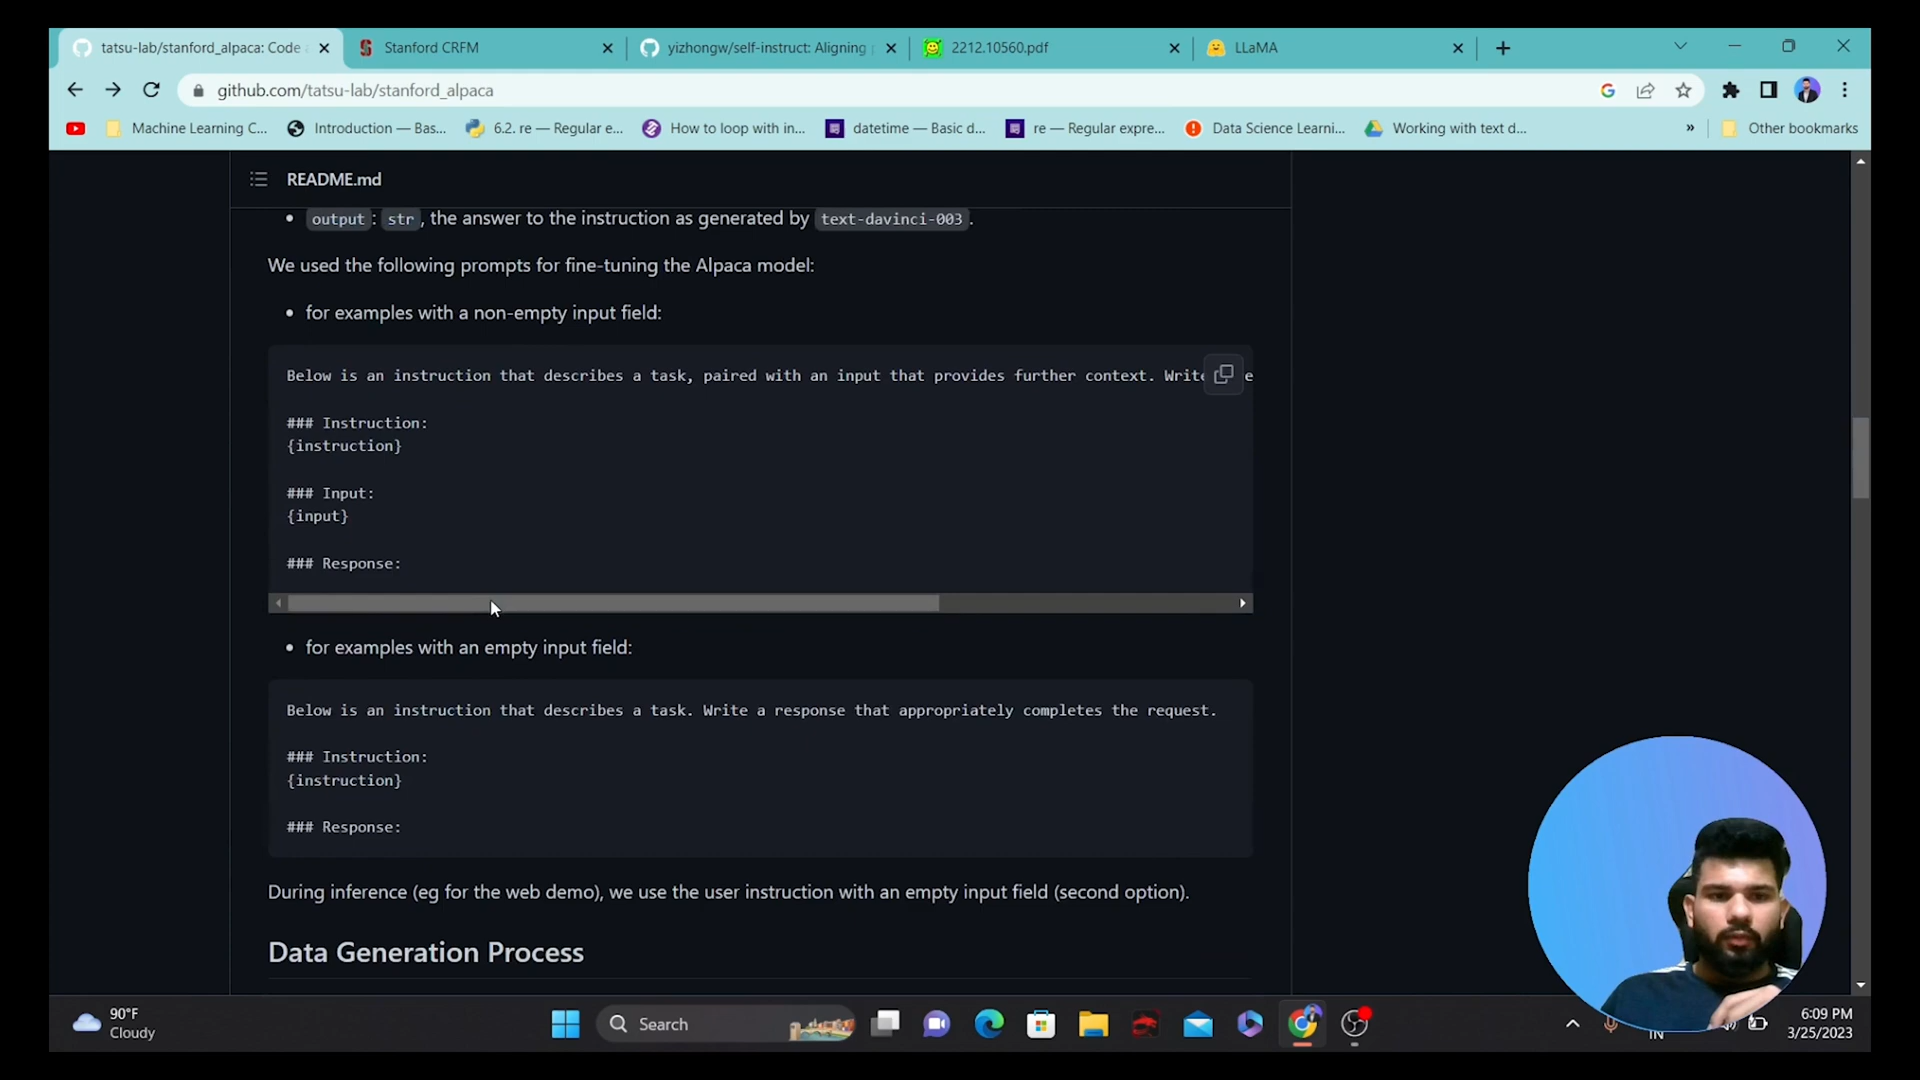 tatsu-lab/stanford_alpaca: Code
Stanford CRFM
yizhongw/self-instruct: Aligning
2212.10560.pdf
LLaMA
github.com/tatsu-lab/stanford_alpaca
Machine Learning C...
Introduction — Bas...
6.2. re — Regular e...
How to loop with in...
datetime — Basic d...
re — Regular expre...
Data Science Learni...
Working with text d...
»
Other bookmarks
README.md
• output: str, the answer to the instruction as generated by text-davinci-003.
We used the following prompts for fine-tuning the Alpaca model:
• for examples with a non-empty input field:
Below is an instruction that describes a task, paired with an input that provides further context. Write
### Instruction:
{instruction}
### Input:
{input}
### Response:
• for examples with an empty input field:
Below is an instruction that describes a task. Write a response that appropriately completes the request.
### Instruction:
{instruction}
### Response:
During inference (eg for the web demo), we use the user instruction with an empty input field (second option).
Data Generation Process
90°F
Cloudy
Search
IN
6:09 PM
3/25/2023